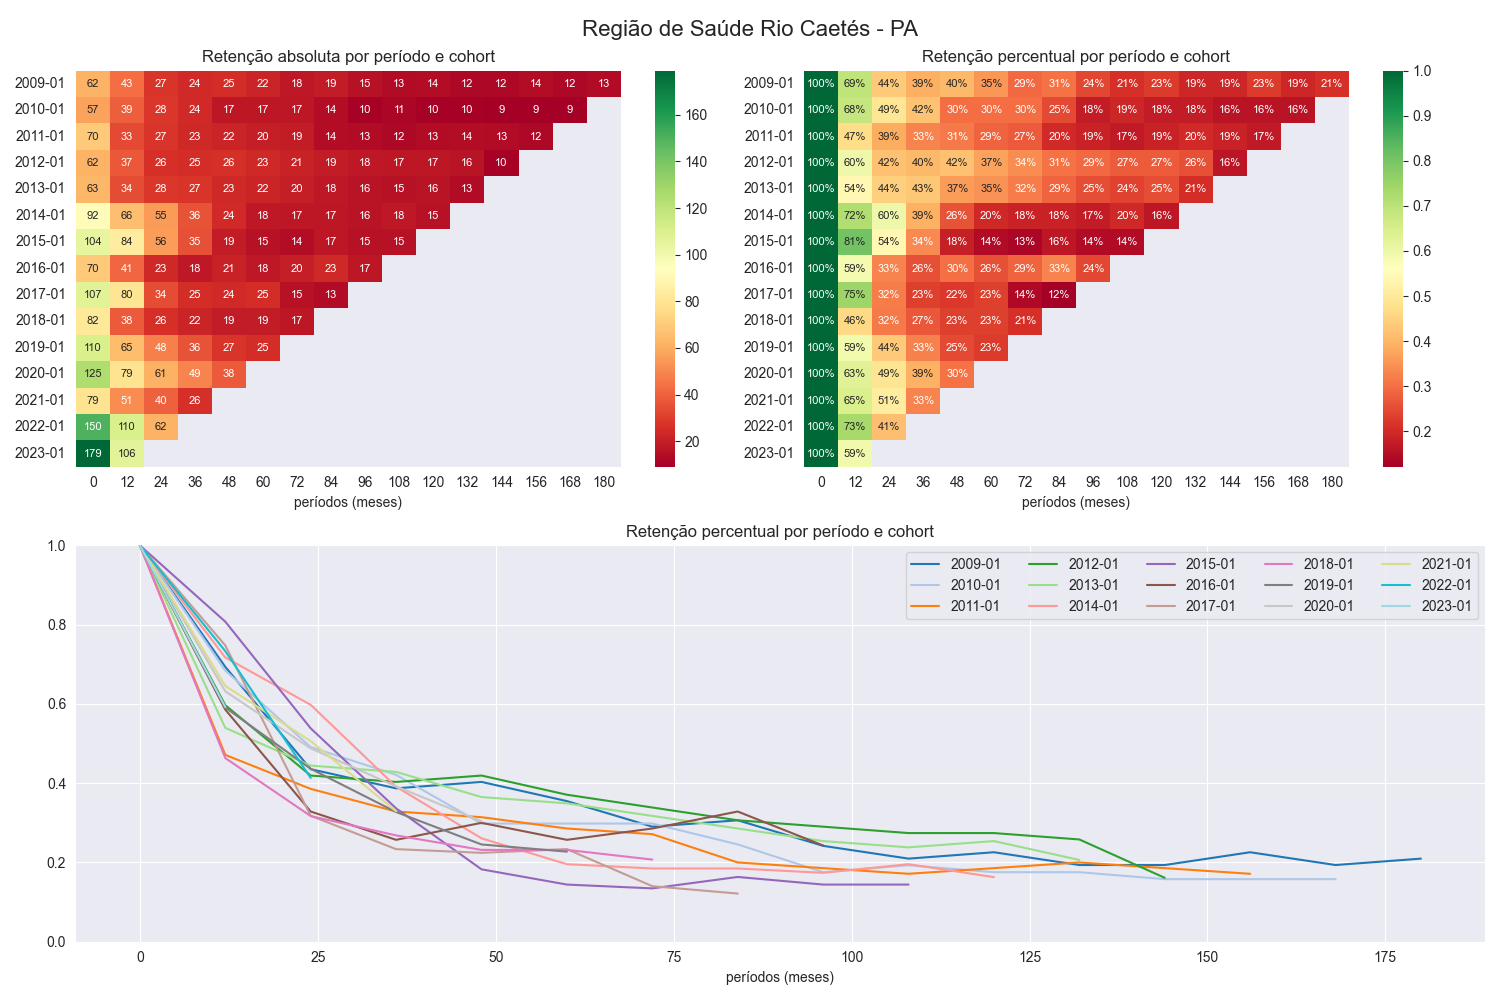 Região de Saúde Rio Caetés - PA
Retenção absoluta por período e cohort
2009-01 62 43 27 24 25 22 18 19 15 13 14 12 12 14 12 13
2010-01 57 39 28 24 17 17 17 14 10 11 10 10 9 9 9
2011-01 70 33 27 23 22 20 19 14 13 12 13 14 13 12
2012-01 62 37 26 25 26 23 21 19 18 17 17 16 10
2013-01 63 34 28 27 23 22 20 18 16 15 16 13
2014-01 92 66 55 36 24 18 17 17 16 18 15
2015-01 104 84 56 35 19 15 14 17 15 15
2016-01 70 41 23 18 21 18 20 23 17
2017-01 107 80 34 25 24 25 15 13
2018-01 82 38 26 22 19 19 17
2019-01 110 65 48 36 27 25
2020-01 125 79 61 49 38
2021-01 79 51 40 26
2022-01 150 110 62
2023-01 179 106
0 12 24 36 48 60 72 84 96 108 120 132 144 156 168 180
períodos (meses)
160
140
120
100
80
60
40
20
Retenção percentual por período e cohort
2009-01 100% 69% 44% 39% 40% 35% 29% 31% 24% 21% 23% 19% 19% 23% 19% 21%
2010-01 100% 68% 49% 42% 30% 30% 30% 25% 18% 19% 18% 18% 16% 16% 16%
2011-01 100% 47% 39% 33% 31% 29% 27% 20% 19% 17% 19% 20% 19% 17%
2012-01 100% 60% 42% 40% 42% 37% 34% 31% 29% 27% 27% 26% 16%
2013-01 100% 54% 44% 43% 37% 35% 32% 29% 25% 24% 25% 21%
2014-01 100% 72% 60% 39% 26% 20% 18% 18% 17% 20% 16%
2015-01 100% 81% 54% 34% 18% 14% 13% 16% 14% 14%
2016-01 100% 59% 33% 26% 30% 26% 29% 33% 24%
2017-01 100% 75% 32% 23% 22% 23% 14% 12%
2018-01 100% 46% 32% 27% 23% 23% 21%
2019-01 100% 59% 44% 33% 25% 23%
2020-01 100% 63% 49% 39% 30%
2021-01 100% 65% 51% 33%
2022-01 100% 73% 41%
2023-01 100% 59%
0 12 24 36 48 60 72 84 96 108 120 132 144 156 168 180
períodos (meses)
1.0
0.9
0.8
0.7
0.6
0.5
0.4
0.3
0.2
Retenção percentual por período e cohort
1.0
0.8
0.6
0.4
0.2
0.0
2009-01 2012-01 2015-01 2018-01 2021-01
2010-01 2013-01 2016-01 2019-01 2022-01
2011-01 2014-01 2017-01 2020-01 2023-01
0 25 50 75 100 125 150 175
períodos (meses)